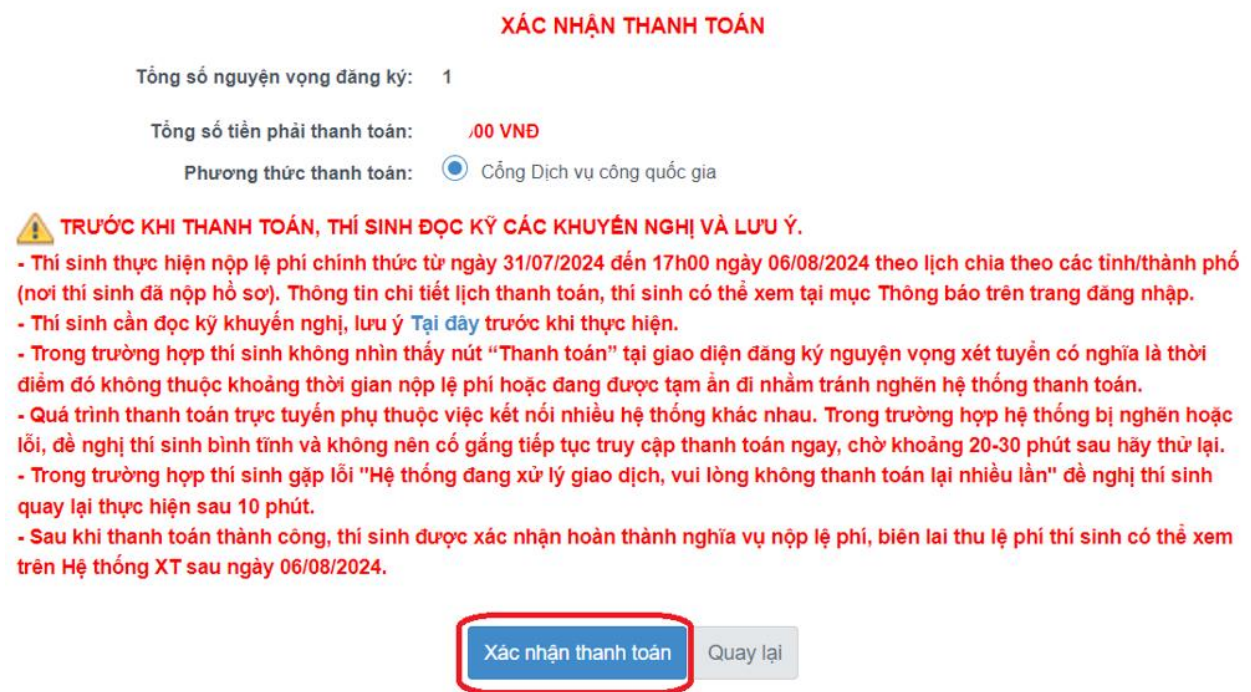 XÁC NHẬN THANH TOÁN
Tổng số nguyện vọng đăng ký: 1
Tổng số tiền phải thanh toán: 00 VNĐ
Phương thức thanh toán: Cổng Dịch vụ công quốc gia
TRƯỚC KHI THANH TOÁN, THÍ SINH ĐỌC KỸ CÁC KHUYẾN NGHỊ VÀ LƯU Ý.
- Thí sinh thực hiện nộp lệ phí chính thức từ ngày 31/07/2024 đến 17h00 ngày 06/08/2024 theo lịch chia theo các tỉnh/thành phố
(nơi thí sinh đã nộp hồ sơ). Thông tin chi tiết lịch thanh toán, thí sinh có thể xem tại mục Thông báo trên trang đăng nhập.
- Thí sinh cần đọc kỹ khuyến nghị, lưu ý Tại đây trước khi thực hiện.
- Trong trường hợp thí sinh không nhìn thấy nút “Thanh toán” tại giao diện đăng ký nguyện vọng xét tuyển có nghĩa là thời
điểm đó không thuộc khoảng thời gian nộp lệ phí hoặc đang được tạm ẩn đi nhằm tránh nghẽn hệ thống thanh toán.
- Quá trình thanh toán trực tuyến phụ thuộc việc kết nối nhiều hệ thống khác nhau. Trong trường hợp hệ thống bị nghẽn hoặc
lỗi, đề nghị thí sinh bình tĩnh và không nên cố gắng tiếp tục truy cập thanh toán ngay, chờ khoảng 20-30 phút sau hãy thử lại.
- Trong trường hợp thí sinh gặp lỗi "Hệ thống đang xử lý giao dịch, vui lòng không thanh toán lại nhiều lần" đề nghị thí sinh
quay lại thực hiện sau 10 phút.
- Sau khi thanh toán thành công, thí sinh được xác nhận hoàn thành nghĩa vụ nộp lệ phí, biên lai thu lệ phí thí sinh có thể xem
trên Hệ thống XT sau ngày 06/08/2024.
Xác nhận thanh toán Quay lại